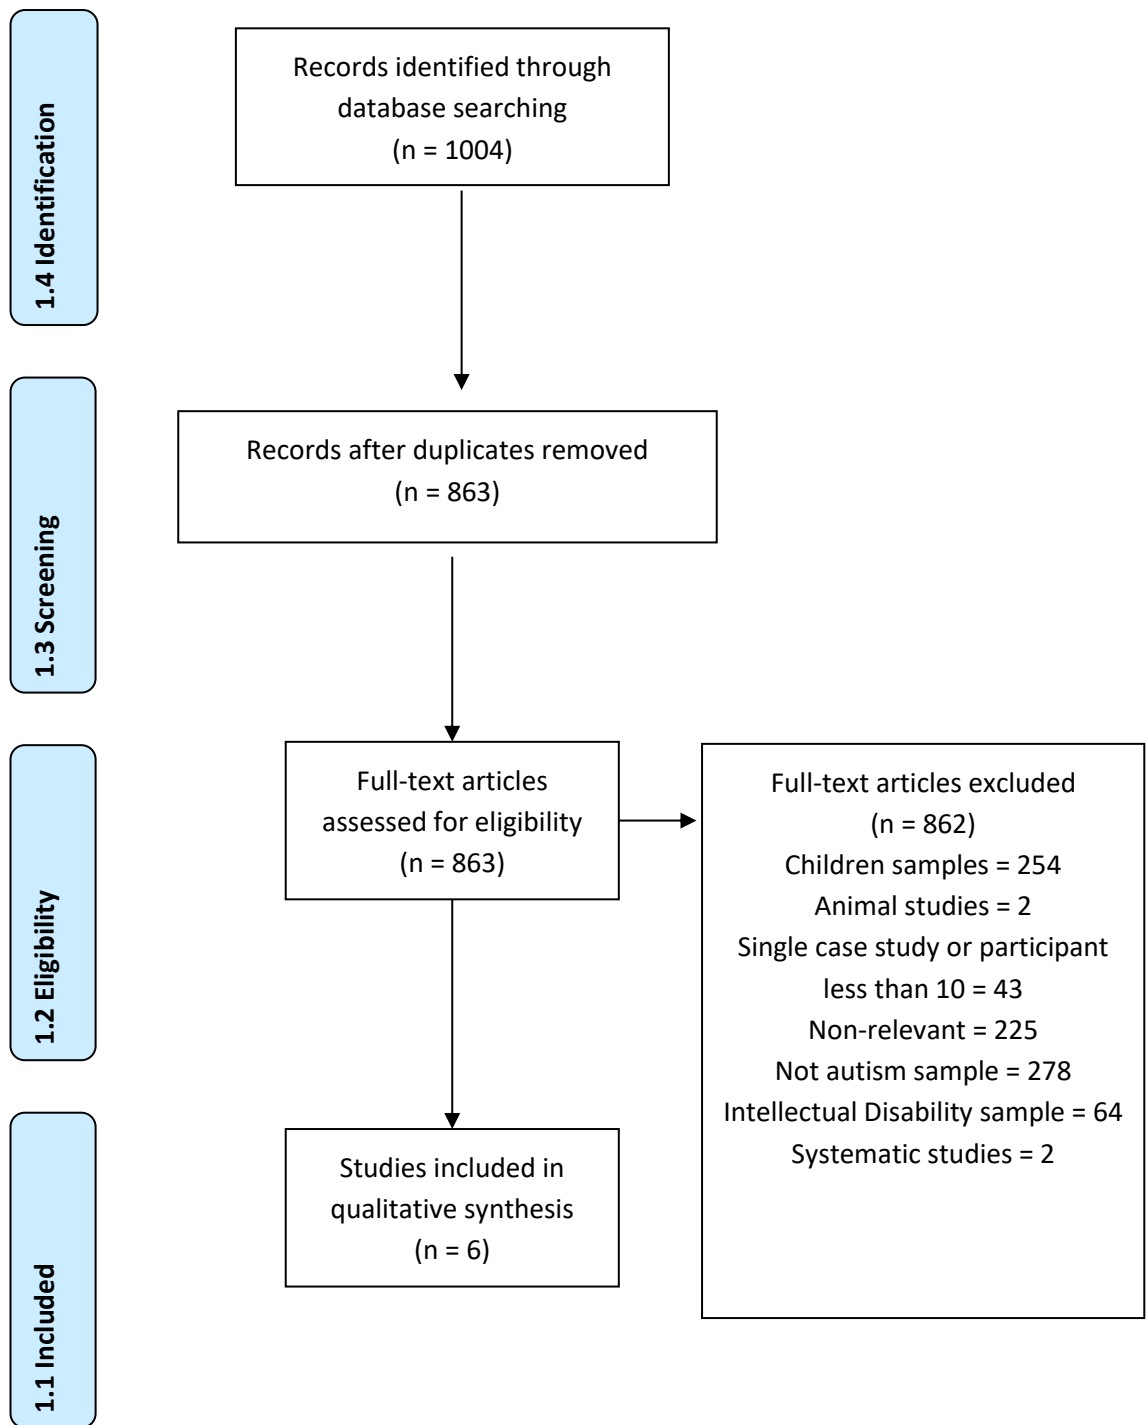 1.4 Identification
Records identified through
database searching
(n = 1004)
1.3 Screening
Records after duplicates removed
(n = 863)
1.2 Eligibility
Full-text articles
assessed for eligibility
(n = 863)
Full-text articles excluded
(n = 862)
Children samples = 254
Animal studies = 2
Single case study or participant
less than 10 = 43
Non-relevant = 225
Not autism sample = 278
Intellectual Disability sample = 64
Systematic studies = 2
1.1 Included
Studies included in
qualitative synthesis
(n = 6)